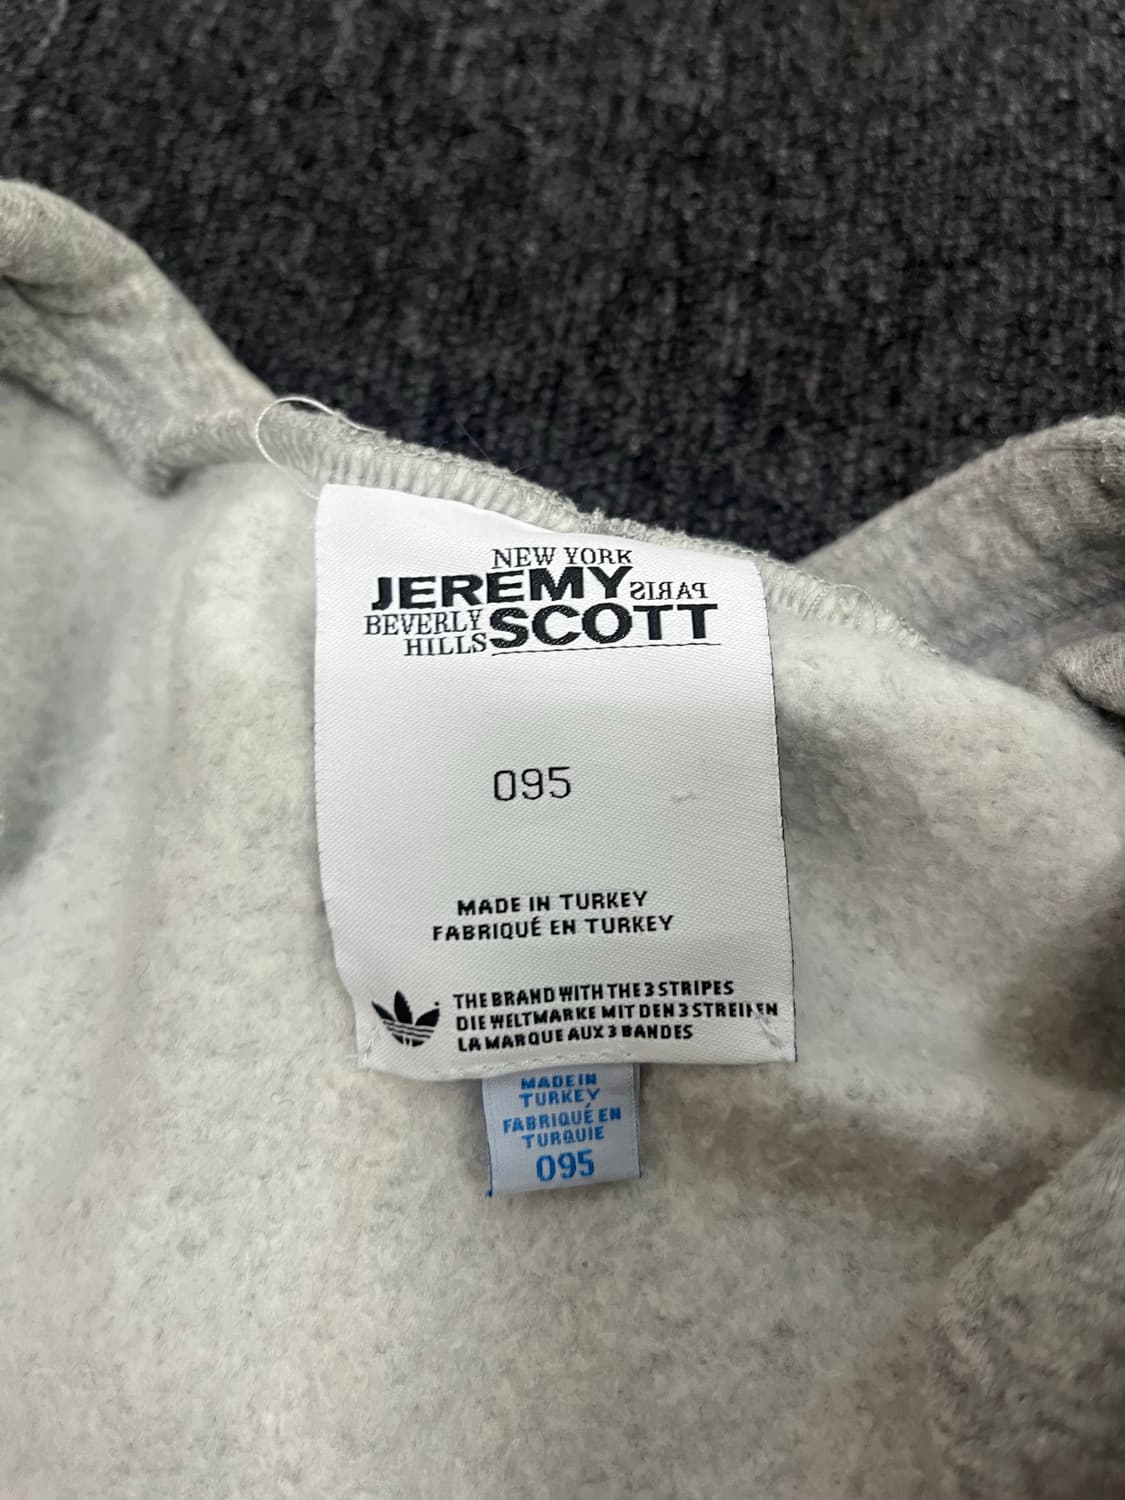 NEW YORK
JEREMY PARIS
BEVERLY HILLS SCOTT
095
MADE IN TURKEY
FABRIQUÉ EN TURKEY
THE BRAND WITH THE 3 STRIPES
DIE WELTMARKE MIT DEN 3 STREIFEN
LA MARQUE AUX 3 BANDES
MADE IN
TURKEY
FABRIQUÉ EN
TURQUIE
095